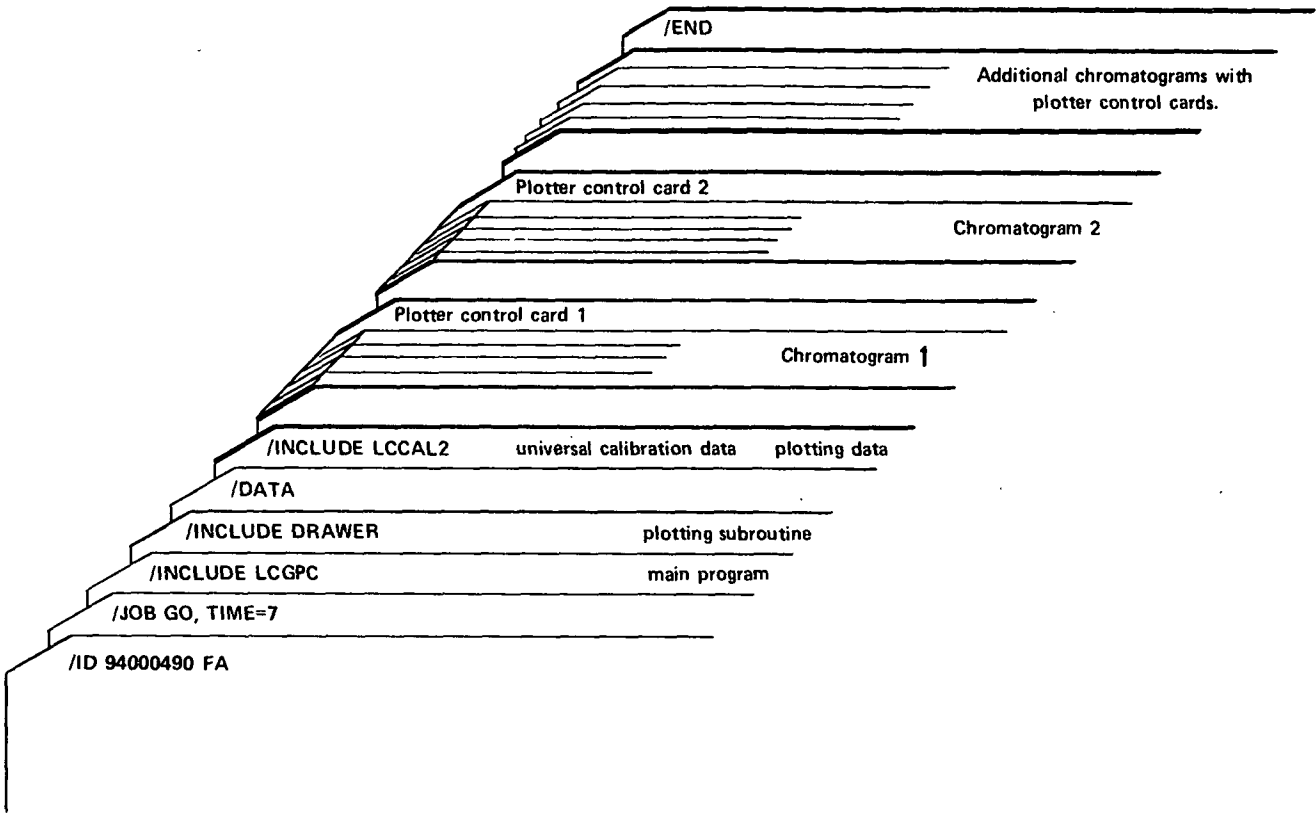 /END
Additional chromatograms with
plotter control cards.
Plotter control card 2
Chromatogram 2
Plotter control card 1
Chromatogram 1
/INCLUDE LCCAL2 universal calibration data plotting data
/DATA
/INCLUDE DRAWER plotting subroutine
/INCLUDE LCGPC main program
/JOB GO, TIME=7
/ID 94000490 FA